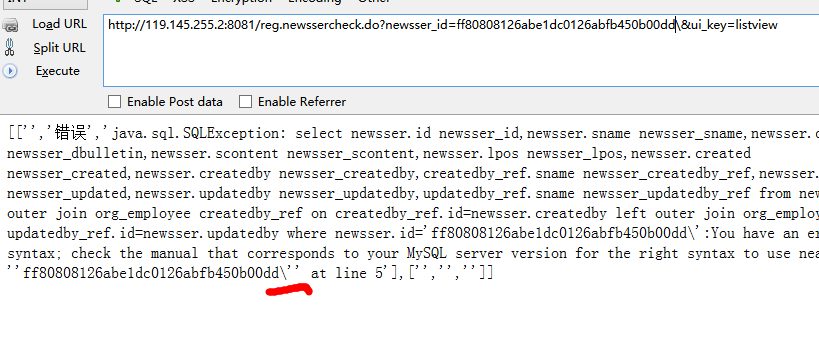 SQL XSS Encryption Encoding Other
Load URL
http://119.145.255.2:8081/reg.newssercheck.do?newsser_id=ff80808126abe1dc0126abfb450b00dd\&ui_key=listview
Split URL
Execute
Enable Post data Enable Referrer
[['','错误','java.sql.SQLException: select newsser.id newsser_id,newsser.sname newsser_sname,newsser.
newsser_dbulletin,newsser.scontent newsser_scontent,newsser.lpos newsser_lpos,newsser.created
newsser_created,newsser.createdby newsser_createdby,createdby_ref.sname newsser_createdby_ref,newsser.
newsser_updated,newsser.updatedby newsser_updatedby,updatedby_ref.sname newsser_updatedby_ref from new
outer join org_employee createdby_ref on createdby_ref.id=newsser.createdby left outer join org_employ
updatedby_ref.id=newsser.updatedby where newsser.id='ff80808126abe1dc0126abfb450b00dd\':You have an er
syntax; check the manual that corresponds to your MySQL server version for the right syntax to use nea
''ff80808126abe1dc0126abfb450b00dd\'' at line 5'],['','','']]